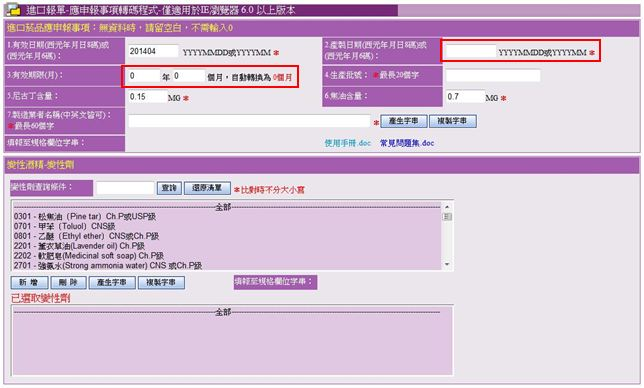 進口報單-應申報事項轉碼程式-僅適用於IE瀏覽器 6.0 以上版本
進口菸品應申報事項：無資料時，請留空白，不需輸入0
1.有效日期(西元年月日8碼)或(西元年月6碼)： 201404 YYYYMMDD或YYYYMM *
2.產製日期(西元年月日8碼)或(西元年月6碼)： YYYYMMDD或YYYYMM *
3.有效期限(月)： 0 年 0 個月，自動轉換為 0個月
4.生產批號： *最長20個字
5.尼古丁含量： 0.15 MG *
6.焦油含量： 0.7 MG *
7.製造業者名稱(中英文皆可)： *最長60個字 * 產生字串 複製字串
填報至規格欄位字串： 使用手冊.doc 常見問題集.doc
變性酒精-變性劑
變性劑查詢條件： 查詢 還原清單 *比對時不分大小寫
全部
0301 - 松焦油（Pine tar）Ch.P或USP級
0701 - 甲苯（Toluol）CNS級
0801 - 乙醚（Ethyl ether）CNS或Ch.P級
2201 - 薰衣草油(Lavender oil) Ch.P級
2202 - 軟肥皂(Medicinal soft soap) Ch.P級
2701 - 強氨水(Strong ammonia water) CNS 或Ch.P級
新 增 刪 除 產生字串 複製字串 填報至規格欄位字串：
已選取變性劑
全部